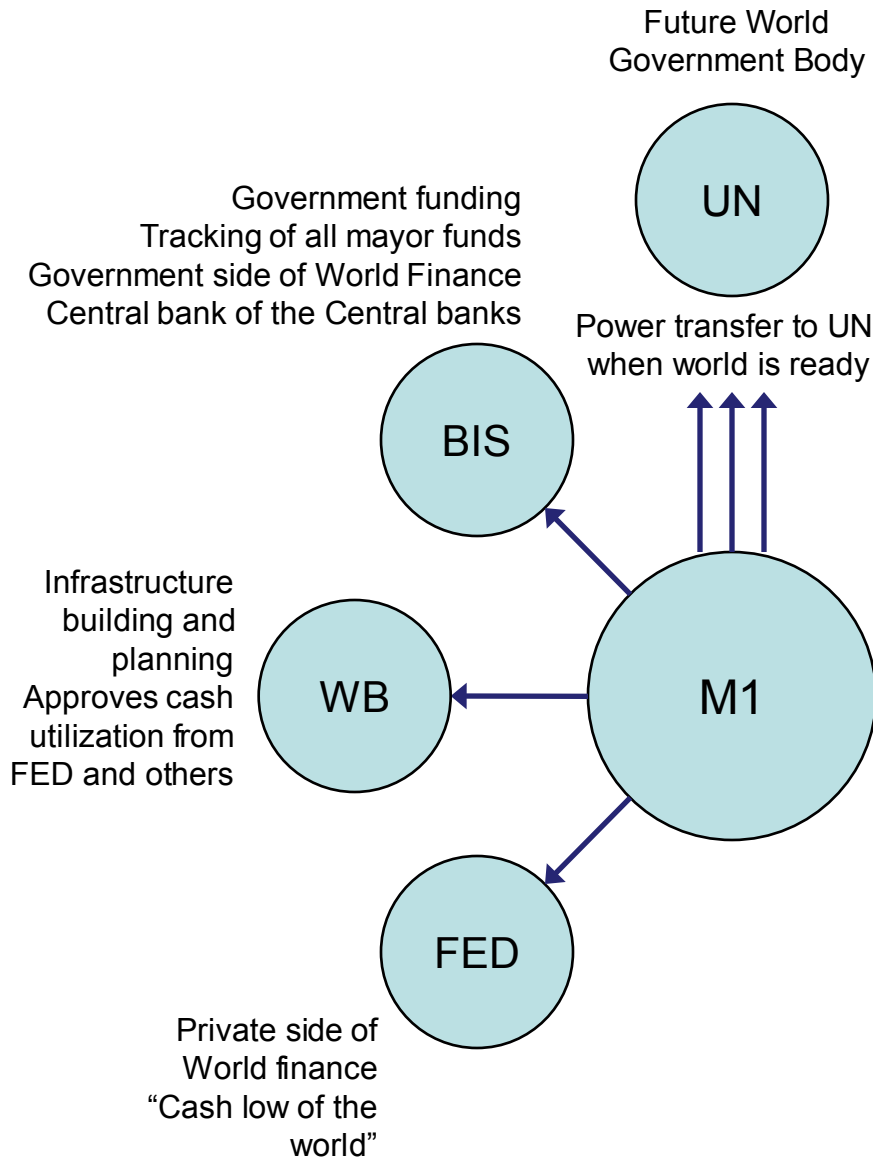 Future World
Government Body
UN
Power transfer to UN
when world is ready
Government funding
Tracking of all mayor funds
Government side of World Finance
Central bank of the Central banks
BIS
Infrastructure
building and
planning
Approves cash
utilization from
FED and others
WB
M1
FED
Private side of
World finance
“Cash low of the
world”